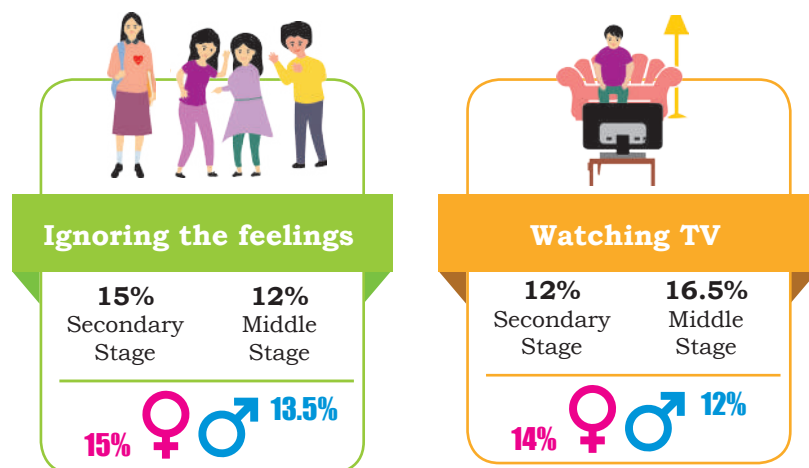 Ignoring the feelings
15%
Secondary
Stage
12%
Middle
Stage
15%
13.5%
Watching TV
12%
Secondary
Stage
16.5%
Middle
Stage
14%
12%